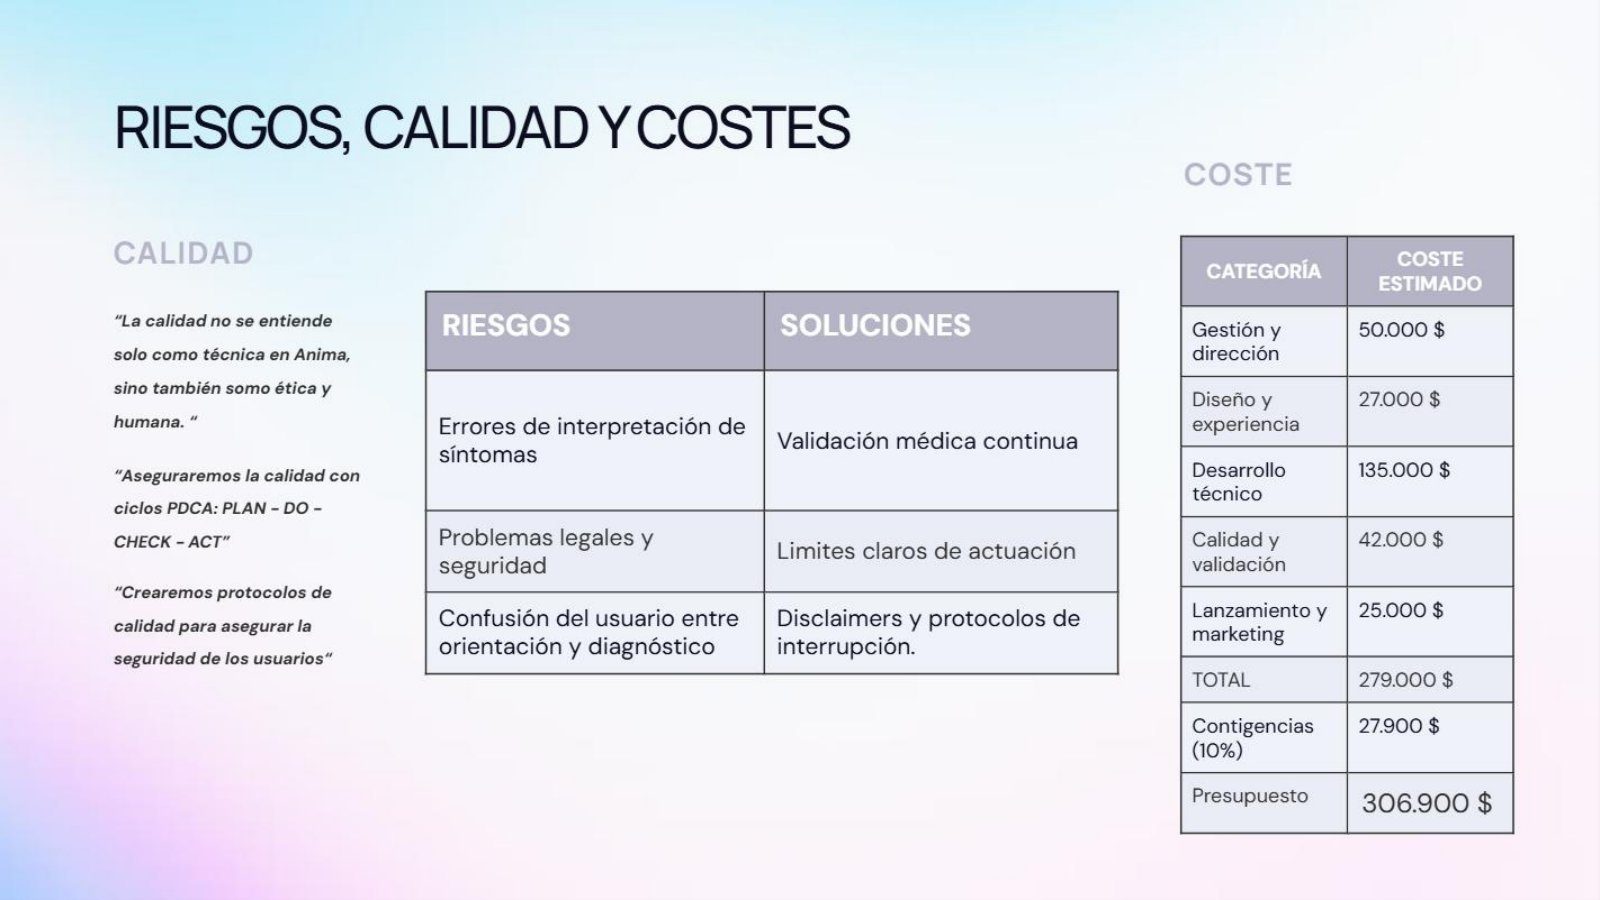 RIESGOS, CALIDAD Y COSTES
CALIDAD
“La calidad no se entiende
solo como técnica en Anima,
sino también somo ética y
humana. “
“Aseguraremos la calidad con
ciclos PDCA: PLAN - DO -
CHECK - ACT”
“Crearemos protocolos de
calidad para asegurar la
seguridad de los usuarios“
RIESGOS
SOLUCIONES
Errores de interpretación de
síntomas
Validación médica continua
Problemas legales y
seguridad
Limites claros de actuación
Confusión del usuario entre
orientación y diagnóstico
Disclaimers y protocolos de
interrupción.
COSTE
CATEGORÍA
COSTE
ESTIMADO
Gestión y
dirección
50.000 $
Diseño y
experiencia
27.000 $
Desarrollo
técnico
135.000 $
Calidad y
validación
42.000 $
Lanzamiento y
marketing
25.000 $
TOTAL
279.000 $
Contigencias
(10%)
27.900 $
Presupuesto
306.900 $